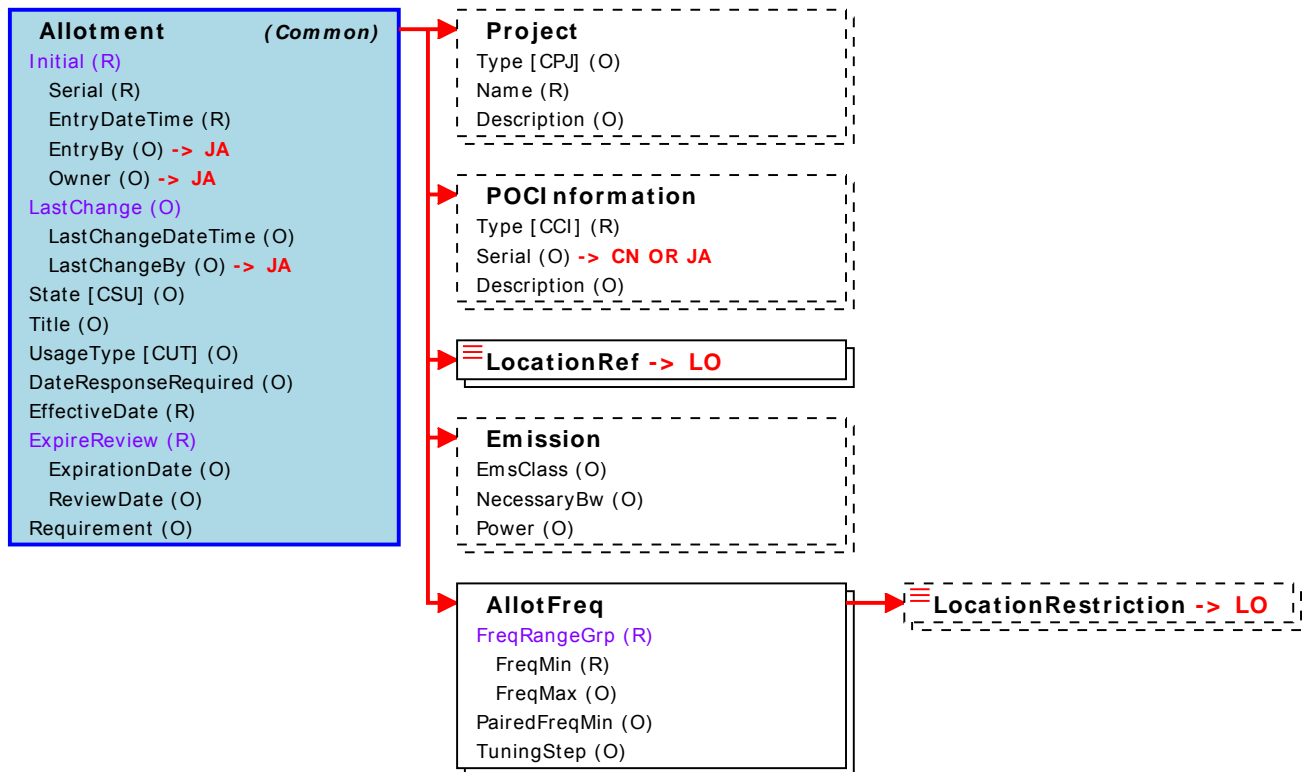 Allotment (Common)
Initial (R)
Serial (R)
EntryDateTime (R)
EntryBy (O) -> JA
Owner (O) -> JA
LastChange (O)
LastChangeDateTime (O)
LastChangeBy (O) -> JA
State [CSU] (O)
Title (O)
UsageType [CUT] (O)
DateResponseRequired (O)
EffectiveDate (R)
ExpireReview (R)
ExpirationDate (O)
ReviewDate (O)
Requirement (O)
Project
Type [CPJ] (O)
Name (R)
Description (O)
POCInformation
Type [CCI] (R)
Serial (O) -> CN OR JA
Description (O)
LocationRef -> LO
Emission
EmsClass (O)
NecessaryBw (O)
Power (O)
AllotFreq
FreqRangeGrp (R)
FreqMin (R)
FreqMax (O)
PairedFreqMin (O)
TuningStep (O)
LocationRestriction -> LO